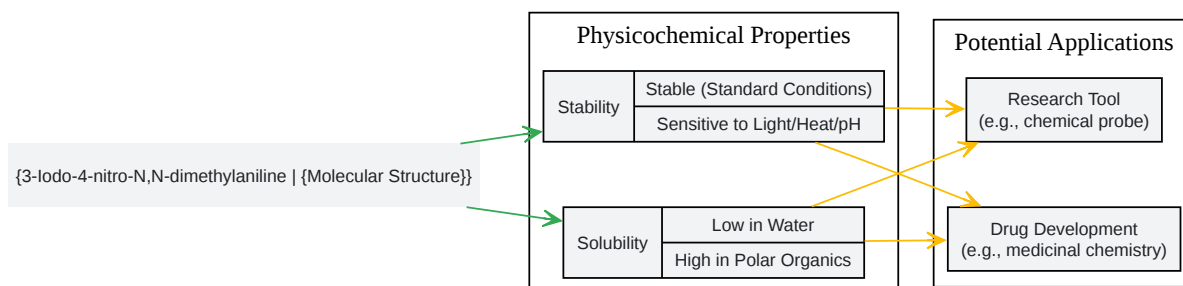 Physicochemical Properties
Potential Applications
Stability
Stable (Standard Conditions)
Sensitive to Light/Heat/pH
Research Tool
(e.g., chemical probe)
{3-Iodo-4-nitro-N,N-dimethylaniline | {Molecular Structure}}
Solubility
Low in Water
High in Polar Organics
Drug Development
(e.g., medicinal chemistry)